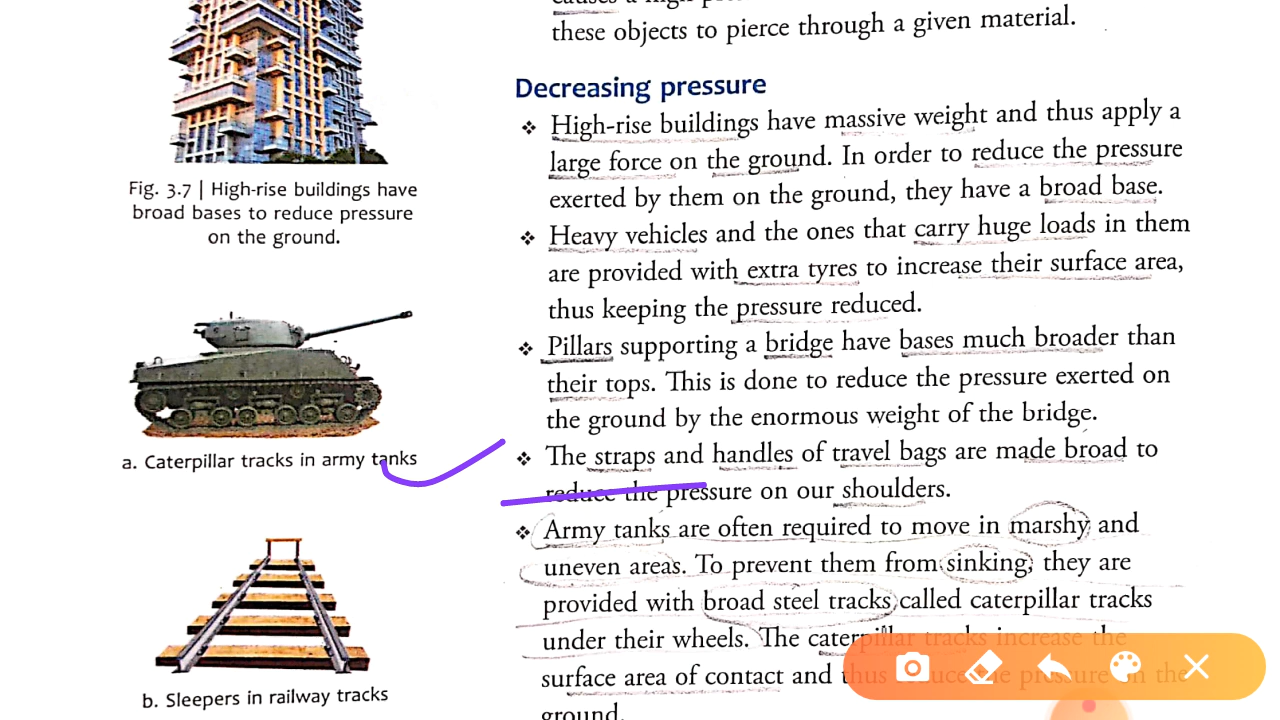 these objects to pierce through a given material.
Decreasing pressure
❖ High-rise buildings have massive weight and thus apply a
large force on the ground. In order to reduce the pressure
exerted by them on the ground, they have a broad base.
❖ Heavy vehicles and the ones that carry huge loads in them
are provided with extra tyres to increase their surface area,
thus keeping the pressure reduced.
❖ Pillars supporting a bridge have bases much broader than
their tops. This is done to reduce the pressure exerted on
the ground by the enormous weight of the bridge.
❖ The straps and handles of travel bags are made broad to
reduce the pressure on our shoulders.
❖ Army tanks are often required to move in marshy and
uneven areas. To prevent them from sinking, they are
provided with broad steel tracks called caterpillar tracks
under their wheels. The caterpillar tracks increase the
surface area of contact and thus reduce the pressure on the
ground.
Fig. 3.7 | High-rise buildings have
broad bases to reduce pressure
on the ground.
a. Caterpillar tracks in army tanks
b. Sleepers in railway tracks